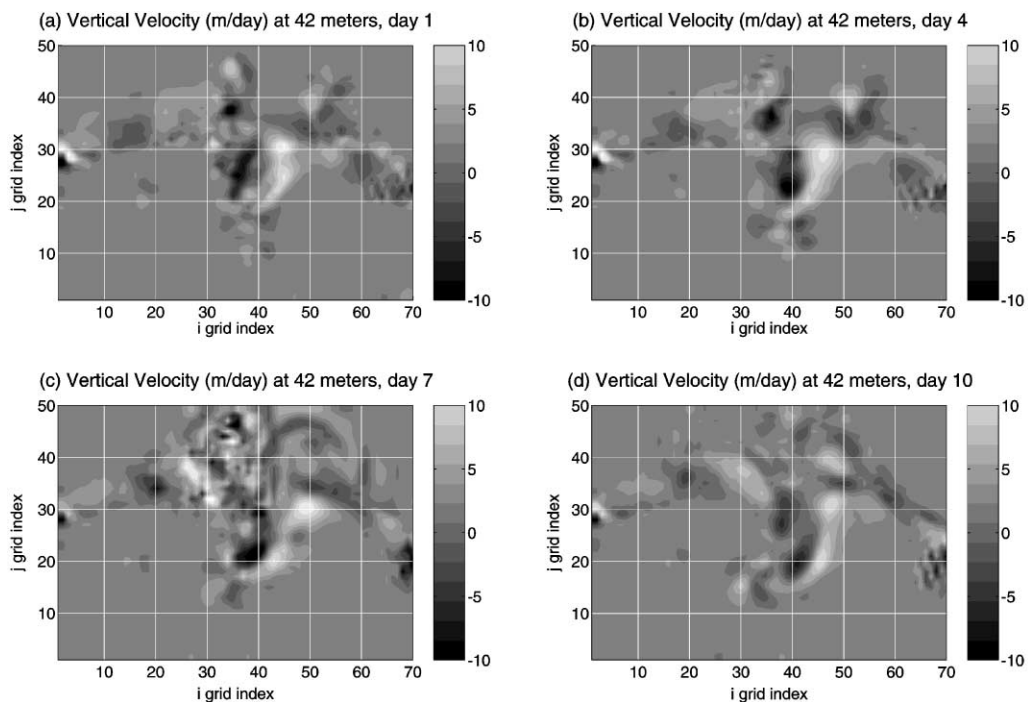 (a) Vertical Velocity (m/day) at 42 meters, day 1
50
40
30
20
10
j grid index
10 20 30 40 50 60 70
i grid index
10
5
0
-5
-10
(b) Vertical Velocity (m/day) at 42 meters, day 4
50
40
30
20
10
j grid index
10 20 30 40 50 60 70
i grid index
10
5
0
-5
-10
(c) Vertical Velocity (m/day) at 42 meters, day 7
50
40
30
20
10
j grid index
10 20 30 40 50 60 70
i grid index
10
5
0
-5
-10
(d) Vertical Velocity (m/day) at 42 meters, day 10
50
40
30
20
10
j grid index
10 20 30 40 50 60 70
i grid index
10
5
0
-5
-10